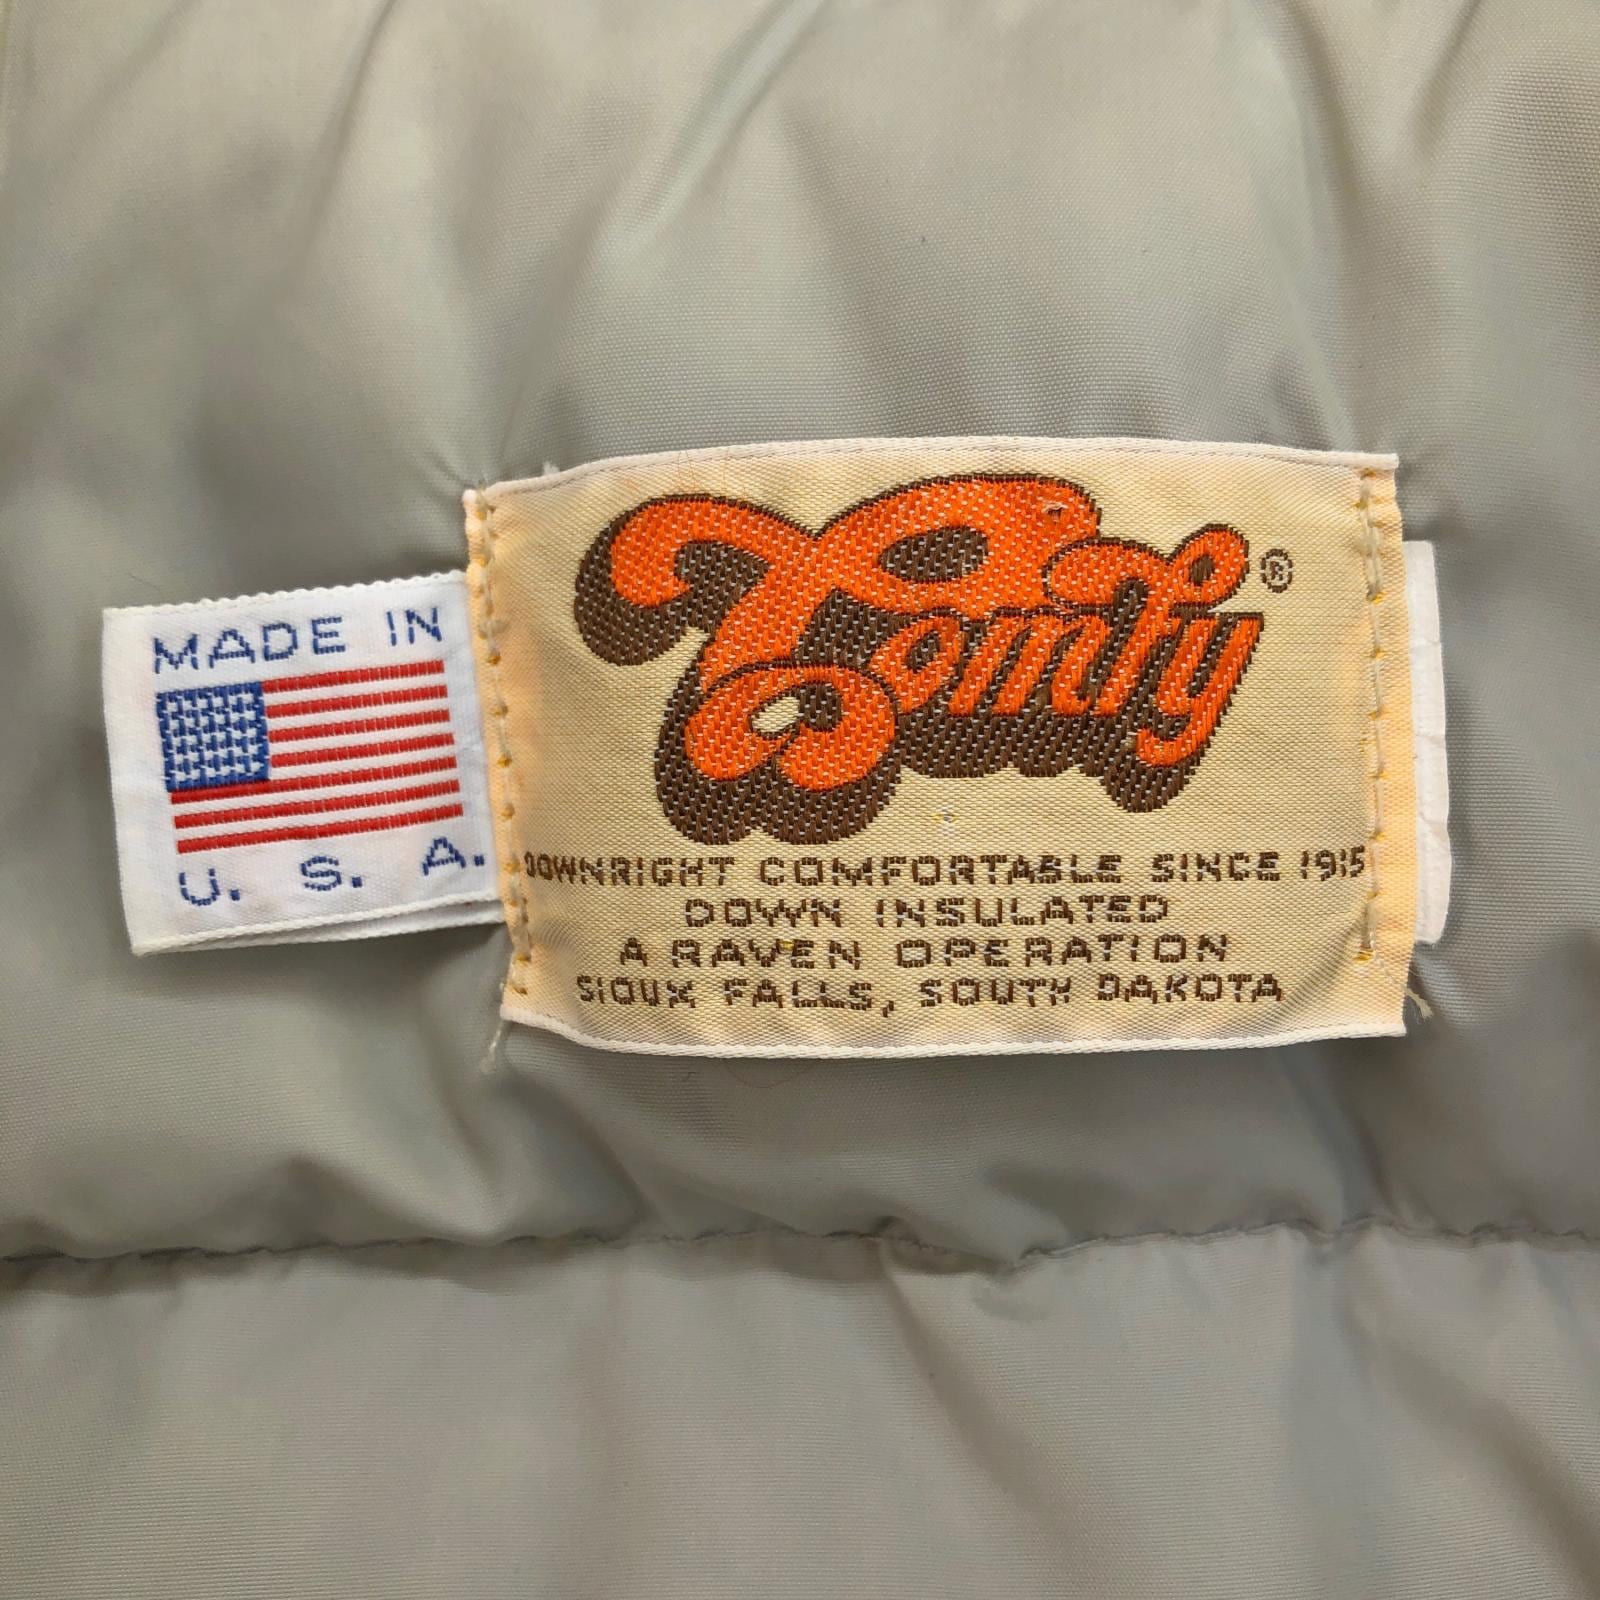 MADE IN
U. S. A.
Comfy®
DOWNRIGHT COMFORTABLE SINCE 1915
DOWN INSULATED
A RAVEN OPERATION
SIOUX FALLS, SOUTH DAKOTA